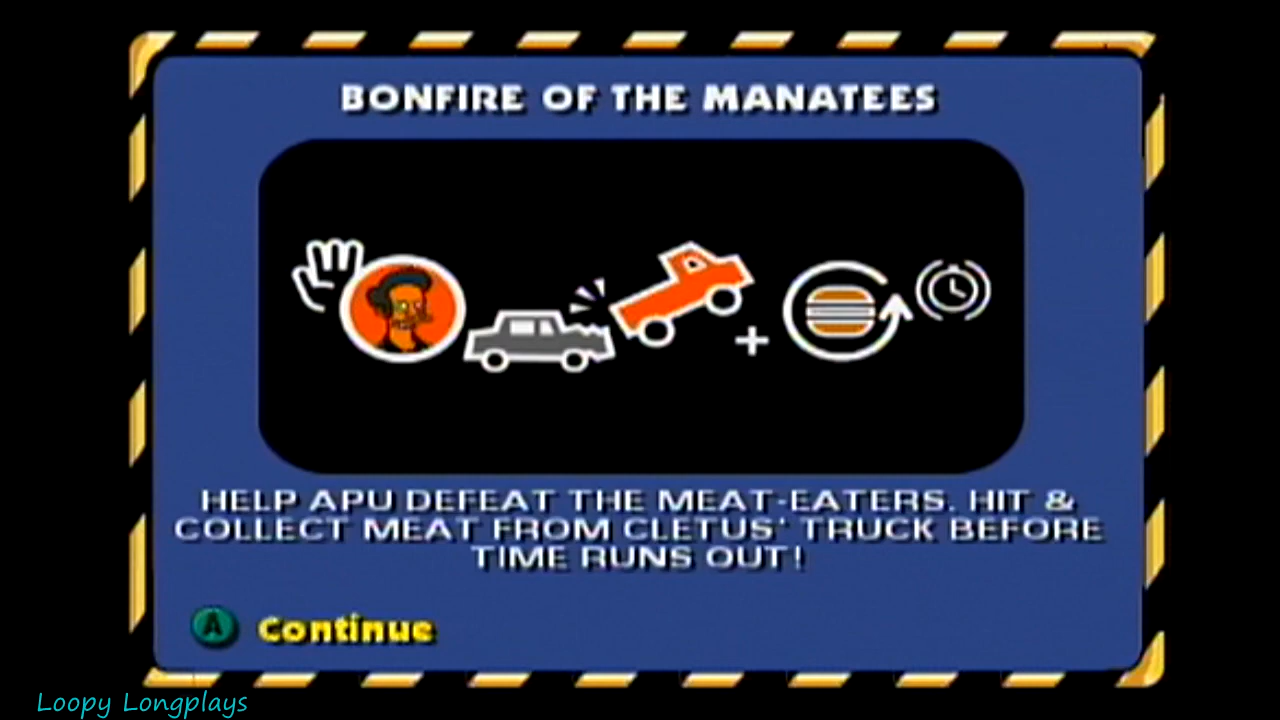 BONFIRE OF THE MANATEES
HELP APU DEFEAT THE MEAT-EATERS. HIT &
COLLECT MEAT FROM CLETUS' TRUCK BEFORE
TIME RUNS OUT!
A Continue
Loopy Longplays